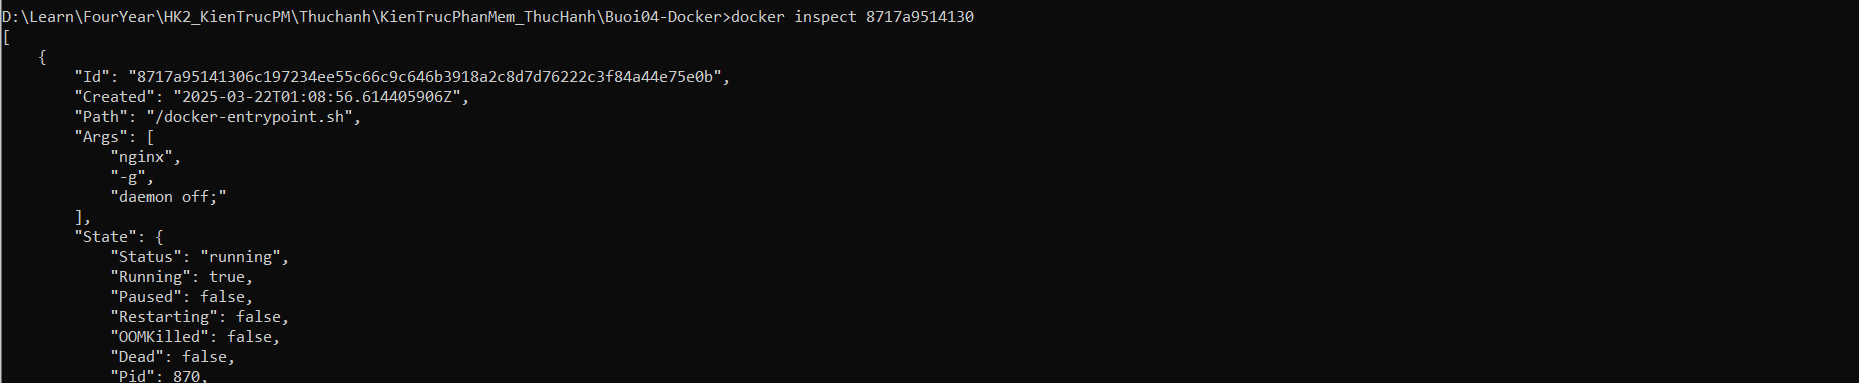 D:\Learn\FourYear\HK2_KienTrucPM\Thuchanh\KienTrucPhanMem_ThucHanh\Buoi04-Docker>docker inspect 8717a9514130
[
    {
        "Id": "8717a95141306c197234ee55c66c9c646b3918a2c8d7d76222c3f84a44e75e0b",
        "Created": "2025-03-22T01:08:56.614405906Z",
        "Path": "/docker-entrypoint.sh",
        "Args": [
            "nginx",
            "-g",
            "daemon off;"
        ],
        "State": {
            "Status": "running",
            "Running": true,
            "Paused": false,
            "Restarting": false,
            "OOMKilled": false,
            "Dead": false,
            "Pid": 870,